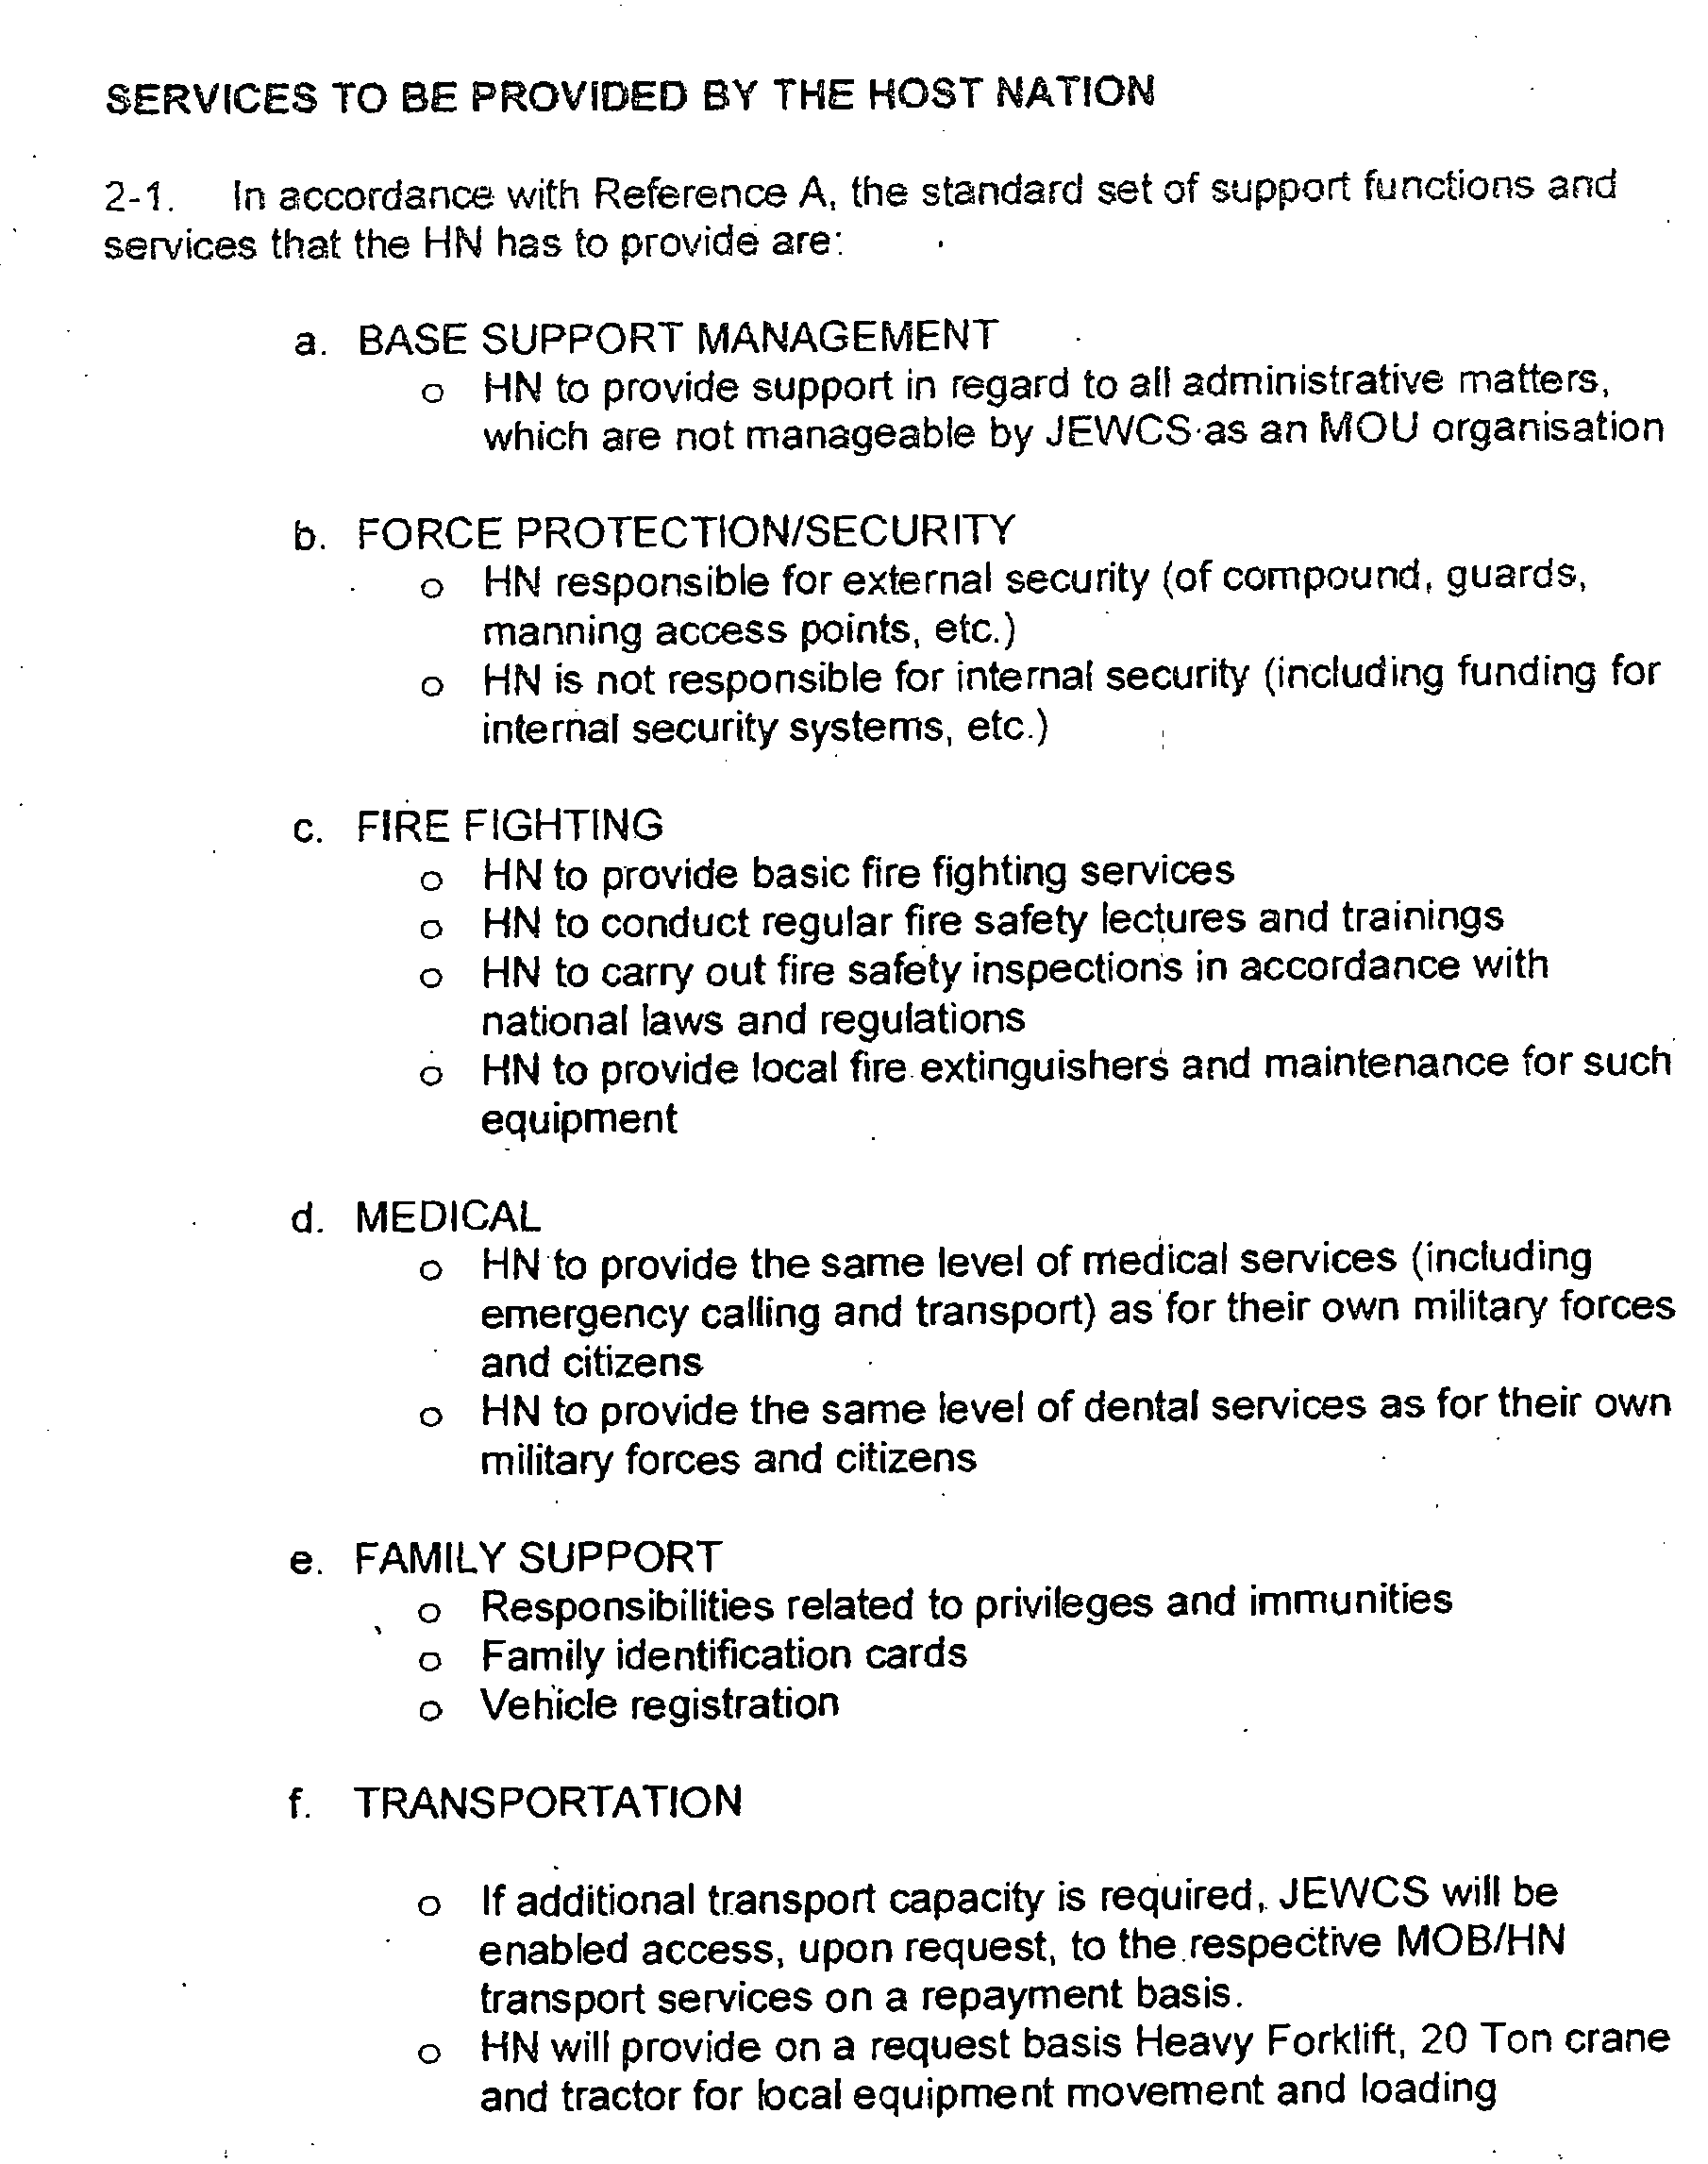 SERVICES TO BE PROVIDED BY THE HOST NATION
2-1. In accordance with Reference A, the standard set of support functions and
services that the HN has to provide are:
a. BASE SUPPORT MANAGEMENT
o HN to provide support in regard to all administrative matters,
which are not manageable by JEWCS as an MOU organisation
b. FORCE PROTECTION/SECURITY
o HN responsible for external security (of compound, guards,
manning access points, etc.)
o HN is not responsible for internal security (including funding for
internal security systems, etc.)
c. FIRE FIGHTING
o HN to provide basic fire fighting services
o HN to conduct regular fire safety lectures and trainings
o HN to carry out fire safety inspections in accordance with
national laws and regulations
o HN to provide local fire extinguishers and maintenance for such
equipment
d. MEDICAL
o HN to provide the same level of medical services (including
emergency calling and transport) as for their own military forces
and citizens
o HN to provide the same level of dental services as for their own
military forces and citizens
e. FAMILY SUPPORT
o Responsibilities related to privileges and immunities
o Family identification cards
o Vehicle registration
f. TRANSPORTATION
o If additional transport capacity is required, JEWCS will be
enabled access, upon request, to the respective MOB/HN
transport services on a repayment basis.
o HN will provide on a request basis Heavy Forklift, 20 Ton crane
and tractor for local equipment movement and loading